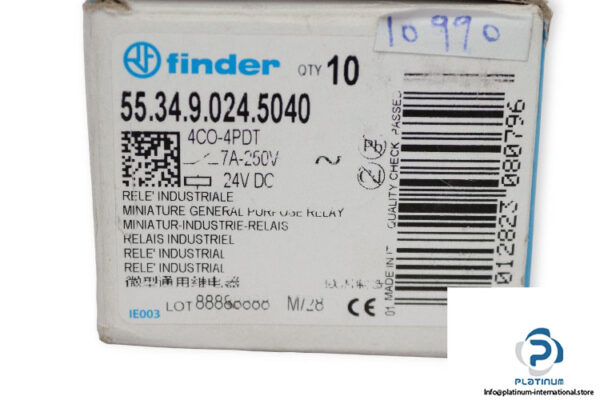 10990
finder QTY 10
55.34.9.024.5040
4CO-4PDT
7A-250V ~
24V DC
RELE' INDUSTRIALE
MINIATURE GENERAL PURPOSE RELAY
MINIATUR-INDUSTRIE-RELAIS
RELAIS INDUSTRIEL
RELE' INDUSTRIAL
RELE' INDUSTRIAL
微型通用继电器
LOT M/28 CE
IE003
Pb
01 MADE IN QUALITY CHECK PASSED
012823 080796
PLATINUM
info@platinum-international.store